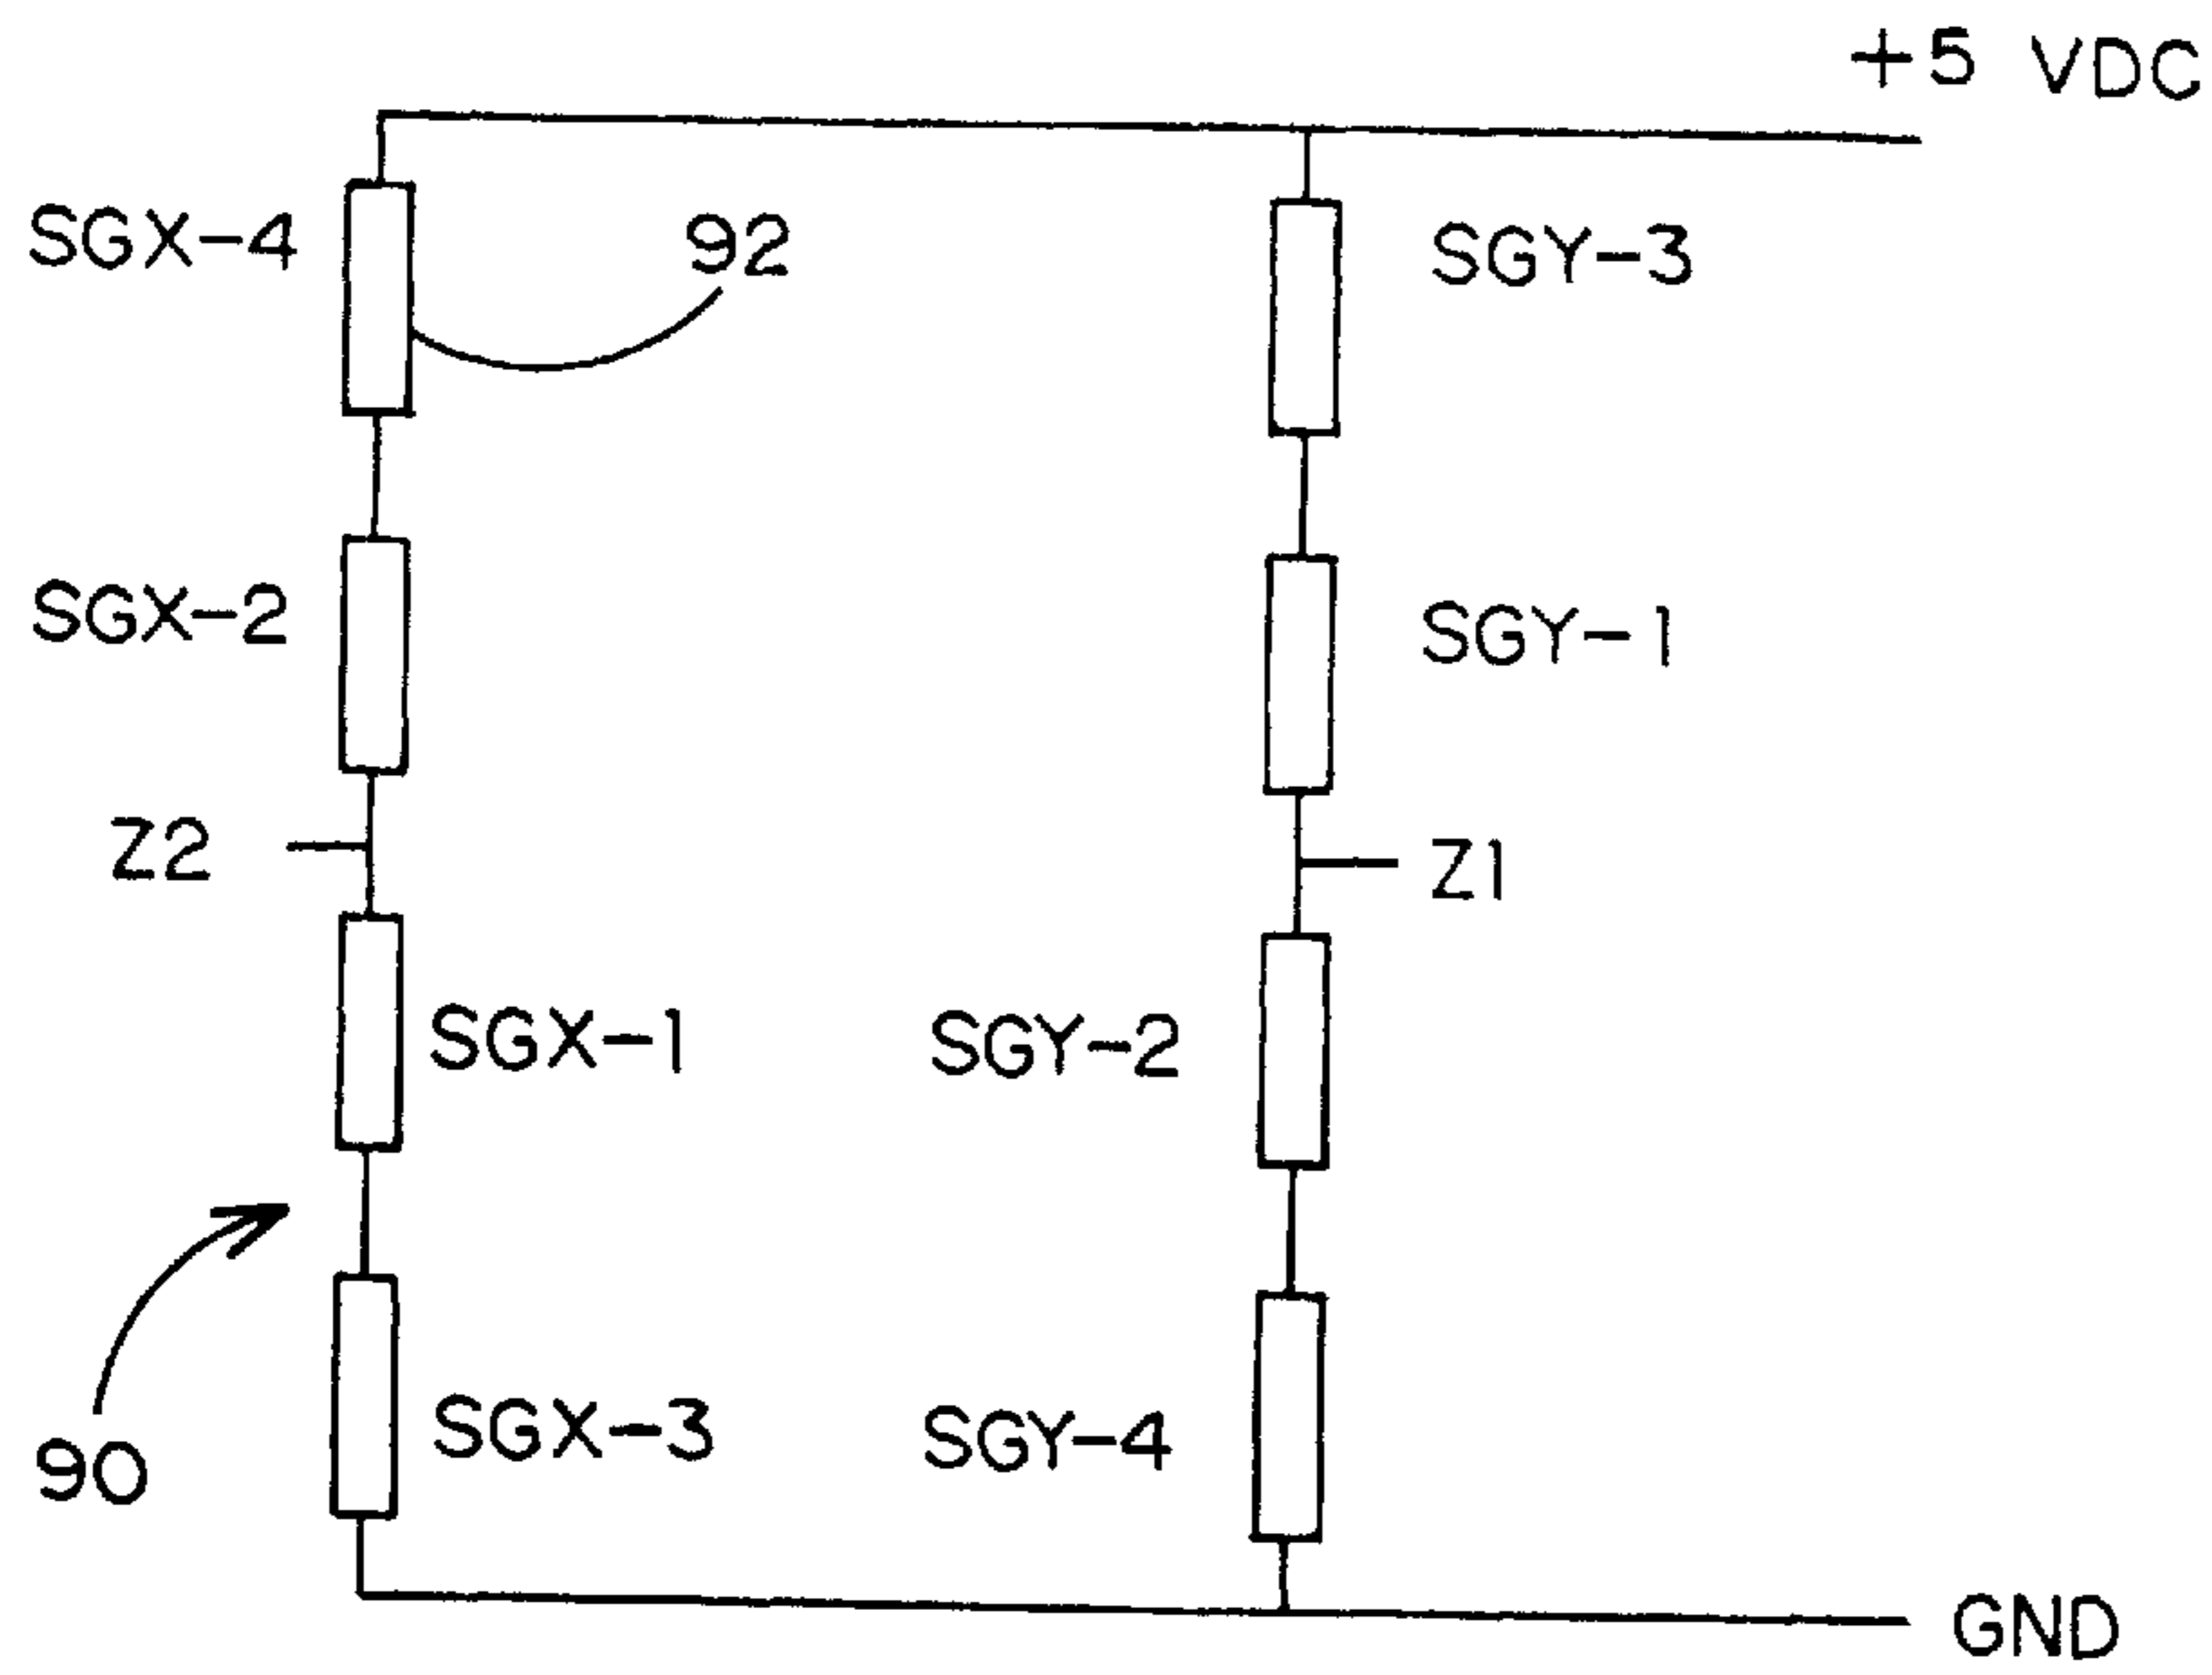 +5 VDC
SGX-4
92
SGY-3
SGX-2
SGY-1
Z2
Z1
SGX-1
SGY-2
SGX-3
SGY-4
90
GND